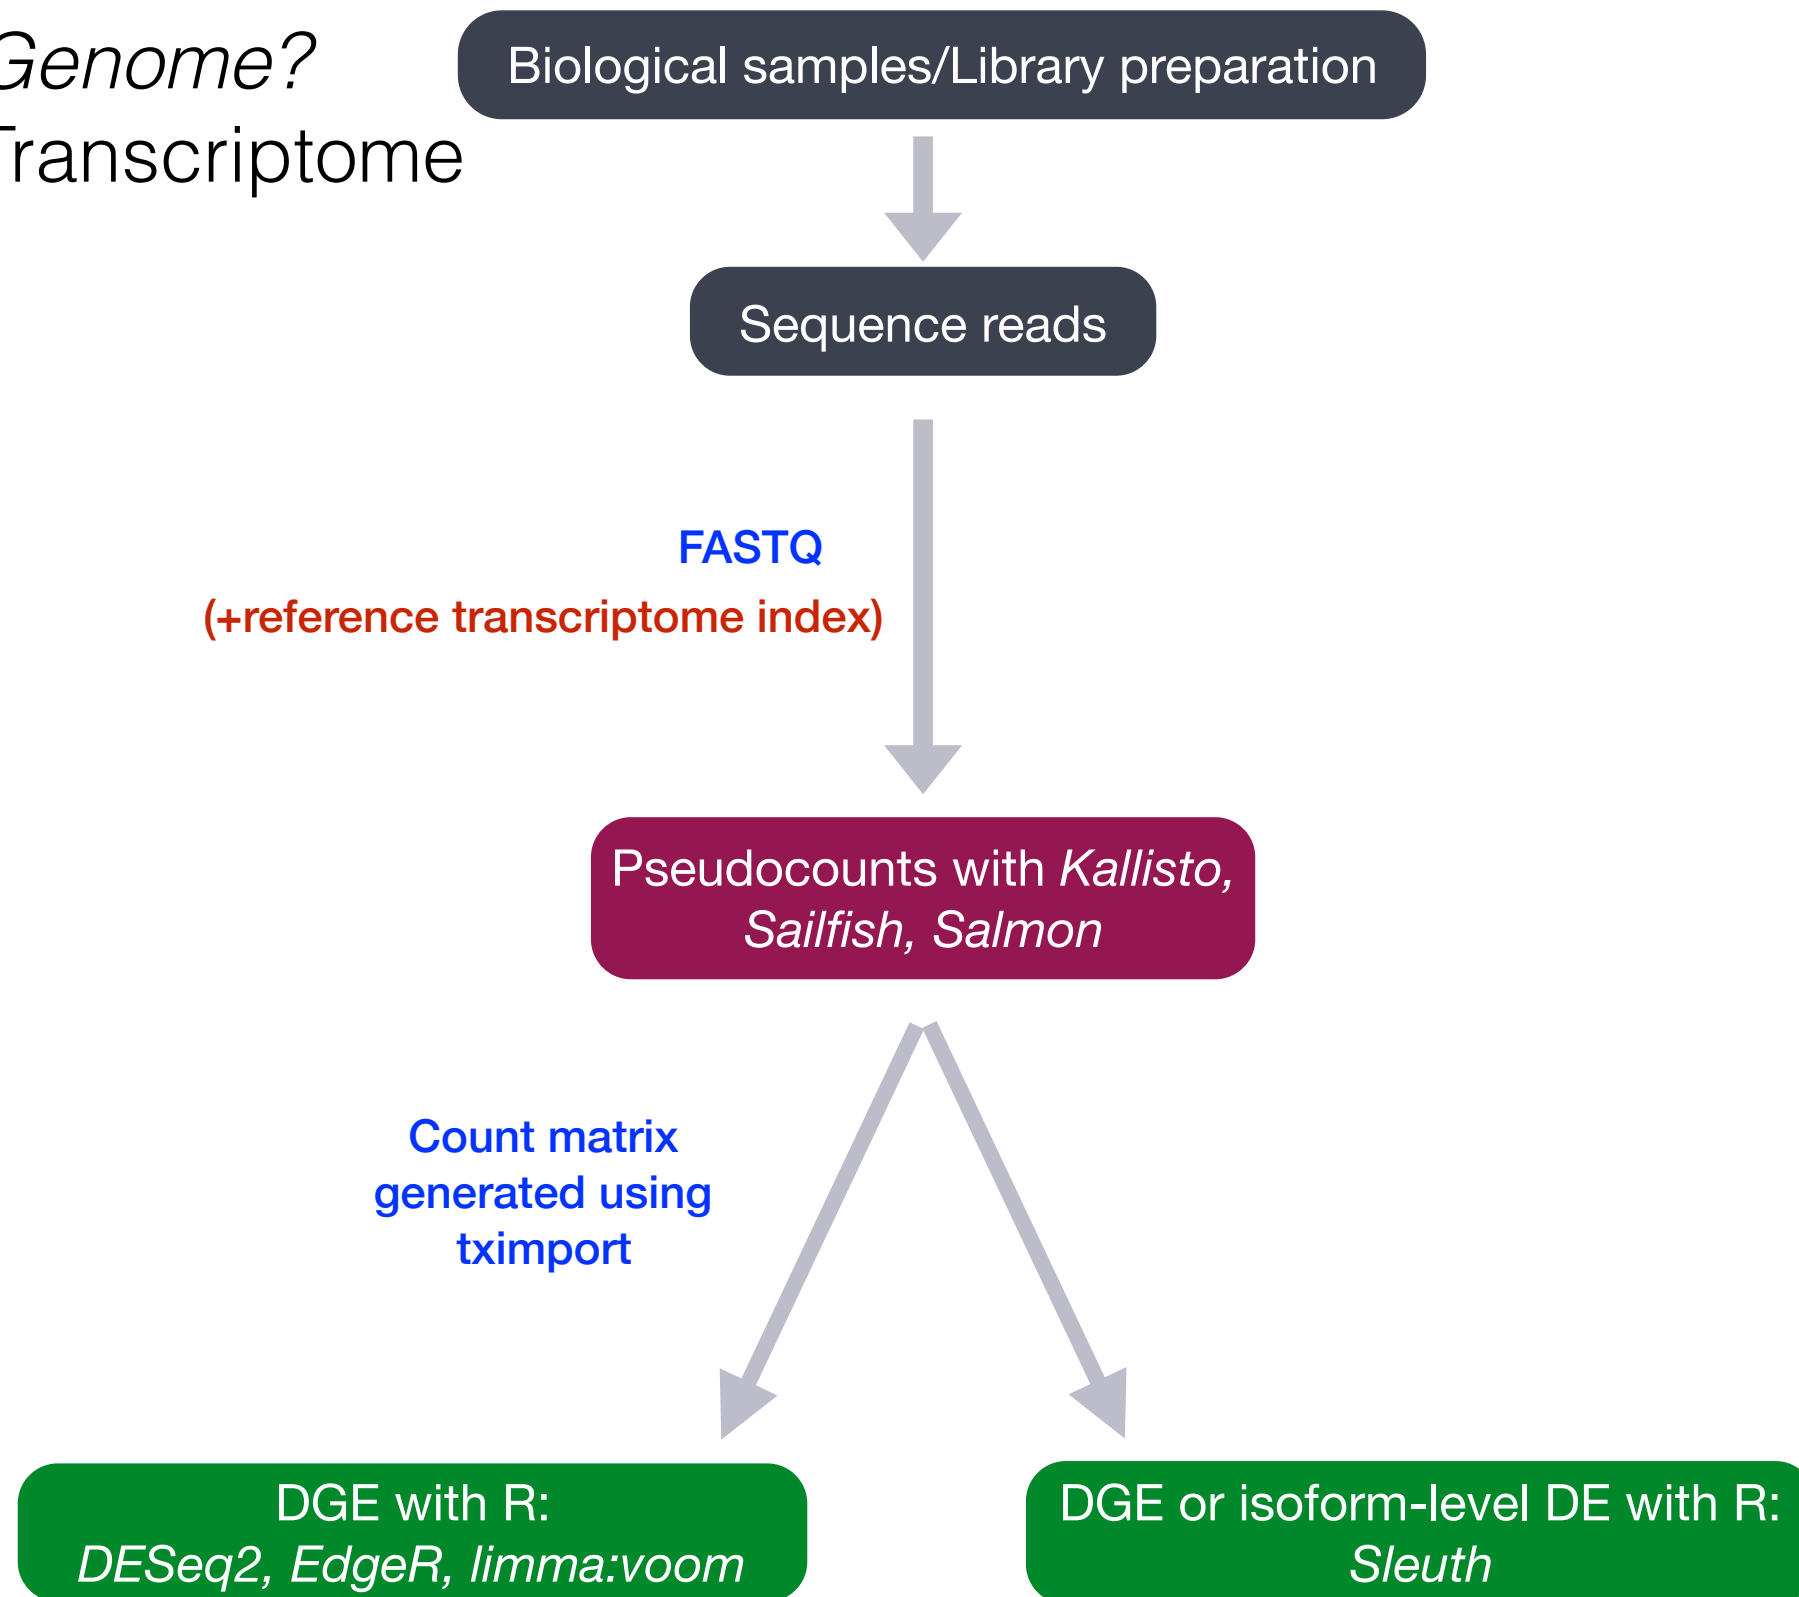 Genome?
Transcriptome
Biological samples/Library preparation
Sequence reads
FASTQ
(+reference transcriptome index)
Pseudocounts with Kallisto,
Sailfish, Salmon
Count matrix
generated using
tximport
DGE with R:
DESeq2, EdgeR, limma:voom
DGE or isoform-level DE with R:
Sleuth